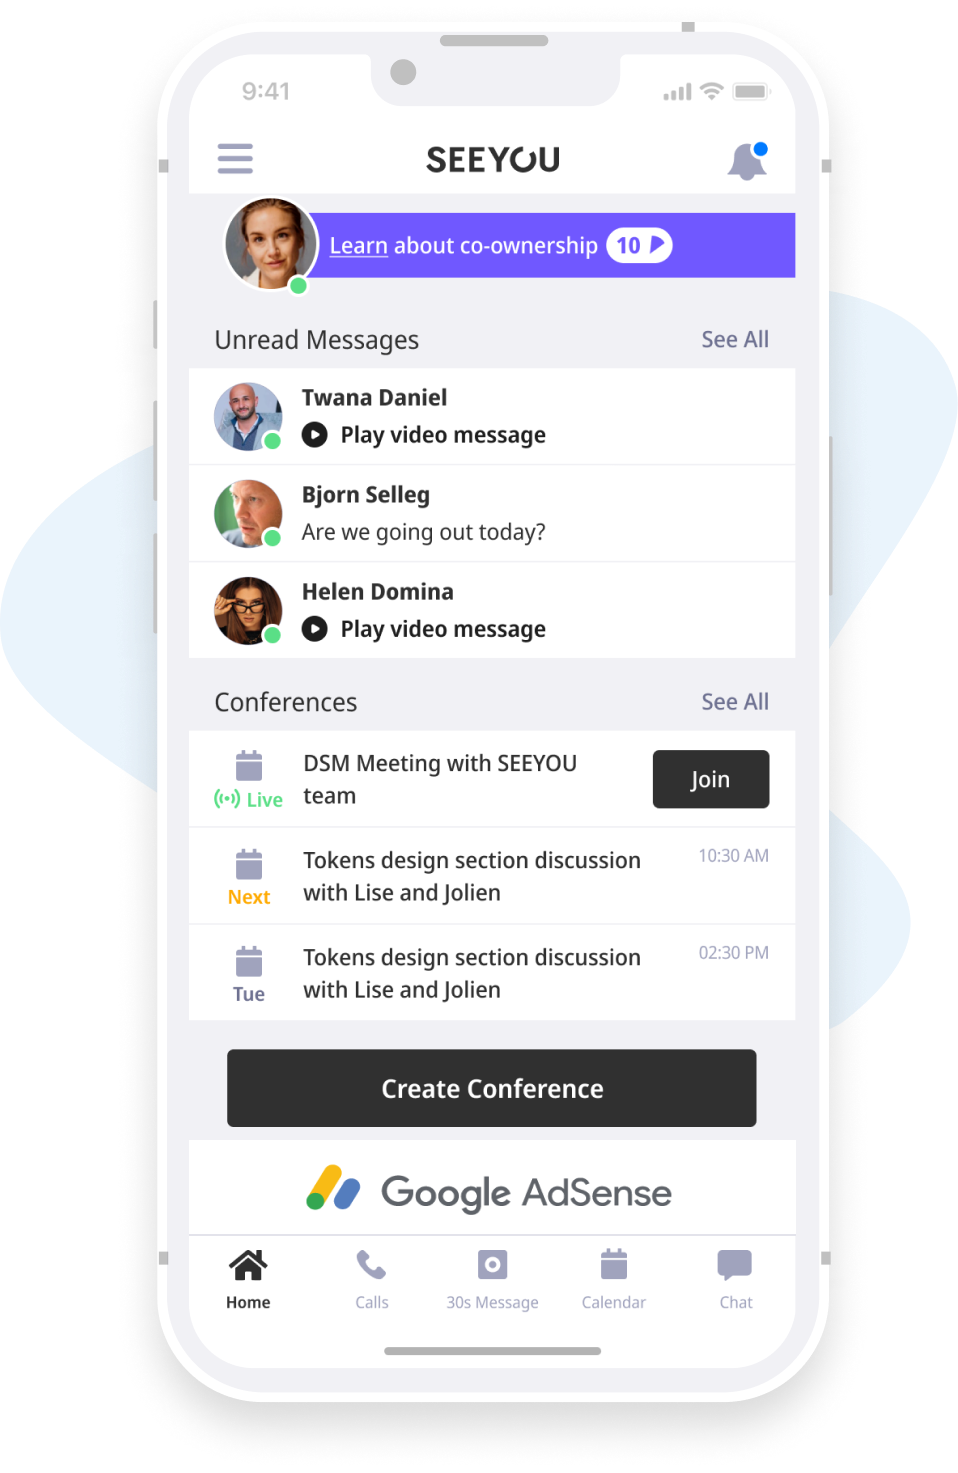 9:41
SEEYOU
Learn about co-ownership 10
Unread Messages See All
Twana Daniel
Play video message
Bjorn Selleg
Are we going out today?
Helen Domina
Play video message
Conferences See All
DSM Meeting with SEEYOU
team
Live
Join
Tokens design section discussion
with Lise and Jolien
10:30 AM
Next
Tokens design section discussion
with Lise and Jolien
02:30 PM
Tue
Create Conference
Google AdSense
Home Calls 30s Message Calendar Chat